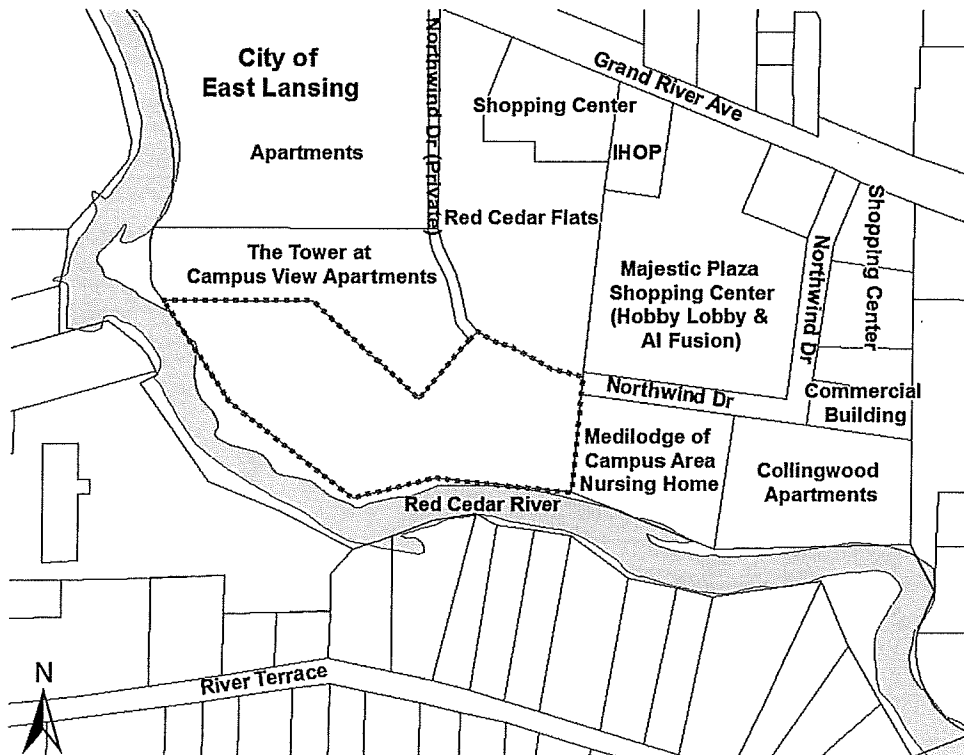 City of
East Lansing
Apartments
Northwind Dr (Private)
Shopping Center
Grand River Ave
IHOP
Red Cedar Flats
The Tower at
Campus View Apartments
Majestic Plaza
Shopping Center
(Hobby Lobby &
Al Fusion)
Northwind Dr
Shopping Center
Northwind Dr
Commercial
Building
Medilodge of
Campus Area
Nursing Home
Collingwood
Apartments
Red Cedar River
River Terrace
N